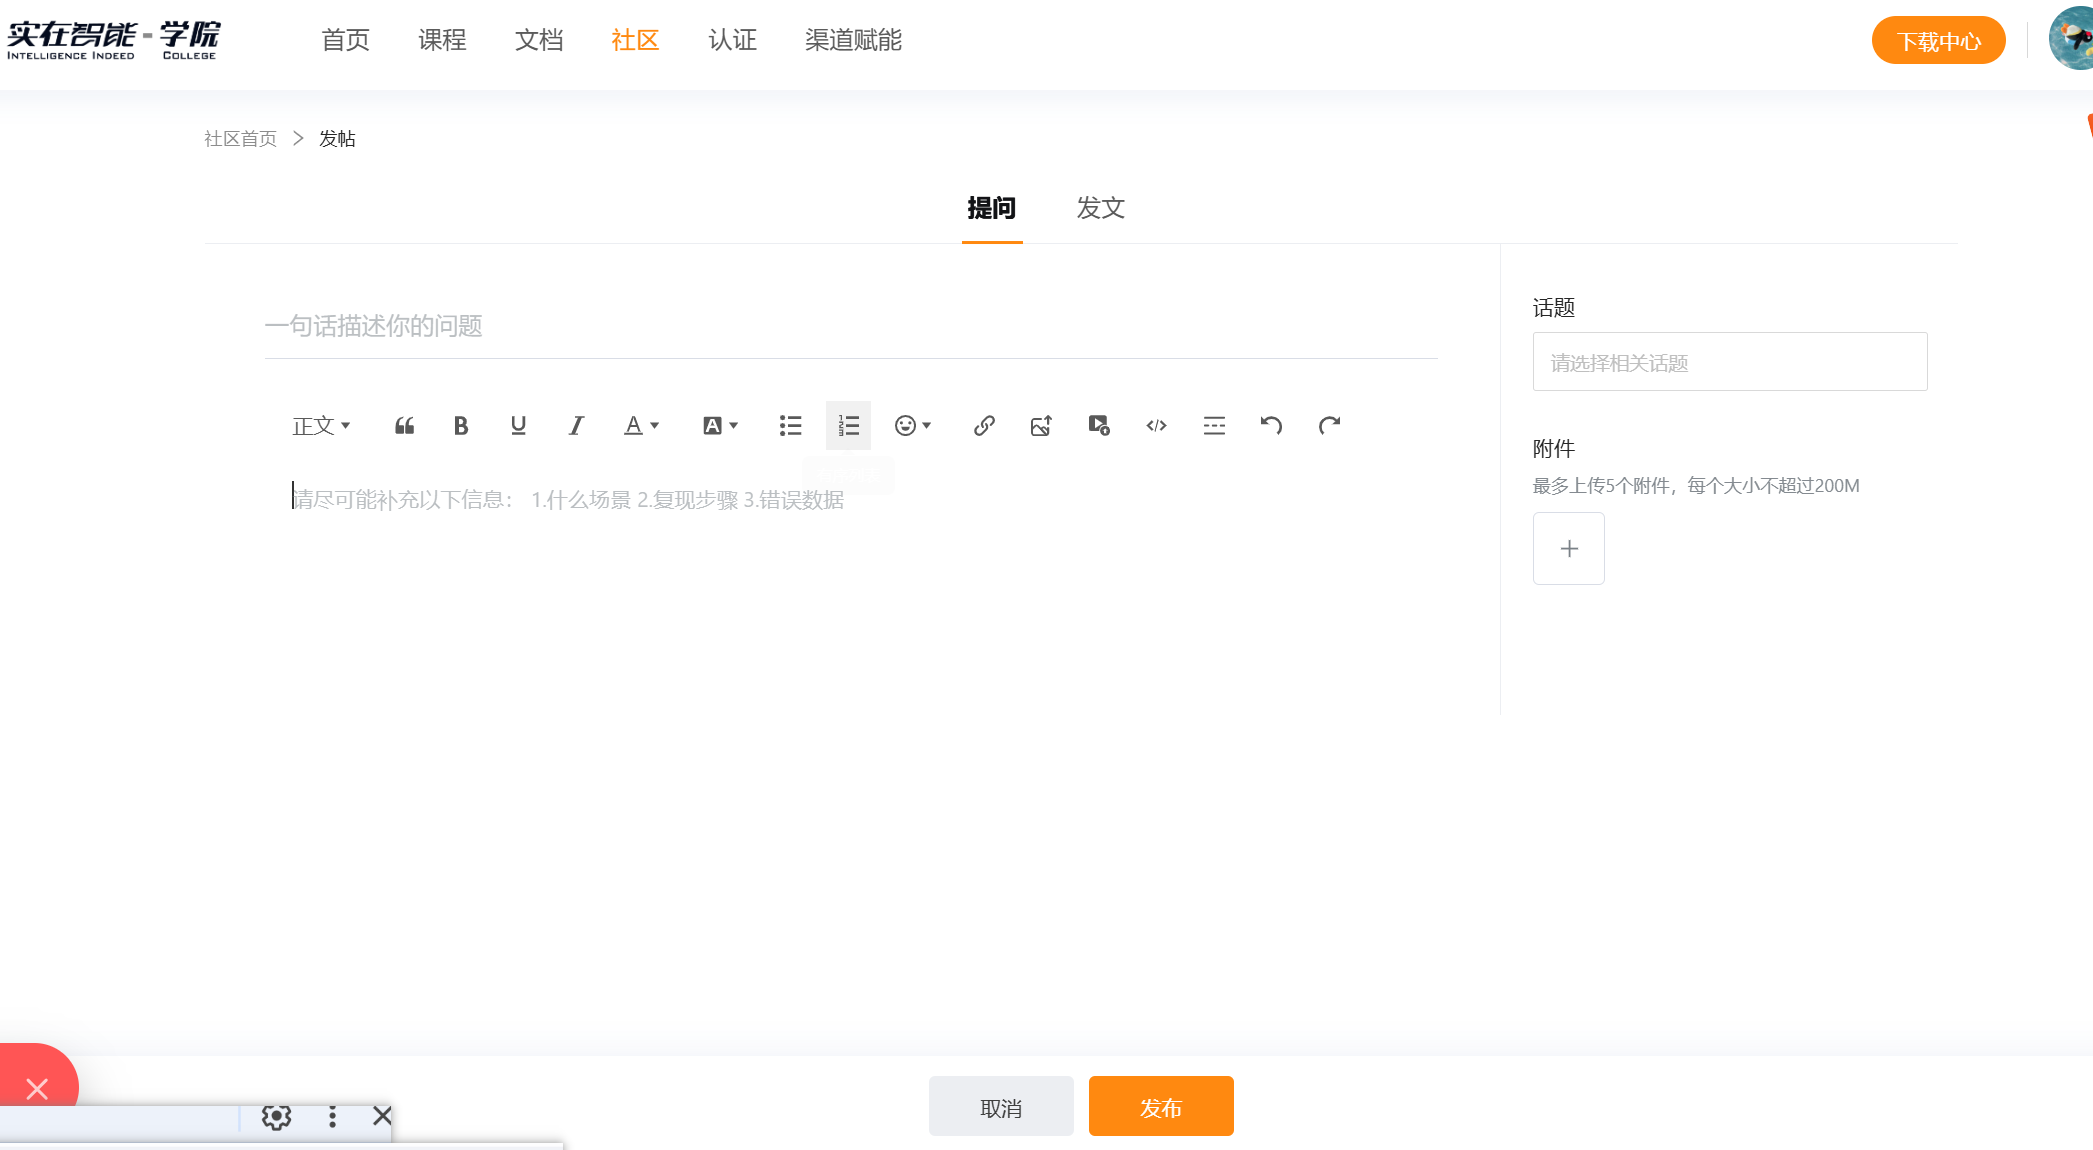 实在智能 - 学院
INTELLIGENCE INDEED COLLEGE
首页 课程 文档 社区 认证 渠道赋能
下载中心
社区首页 > 发帖
提问 发文
一句话描述你的问题
话题
请选择相关话题
正文
附件
最多上传5个附件，每个大小不超过200M
请尽可能补充以下信息： 1.什么场景 2.复现步骤 3.错误数据
取消 发布